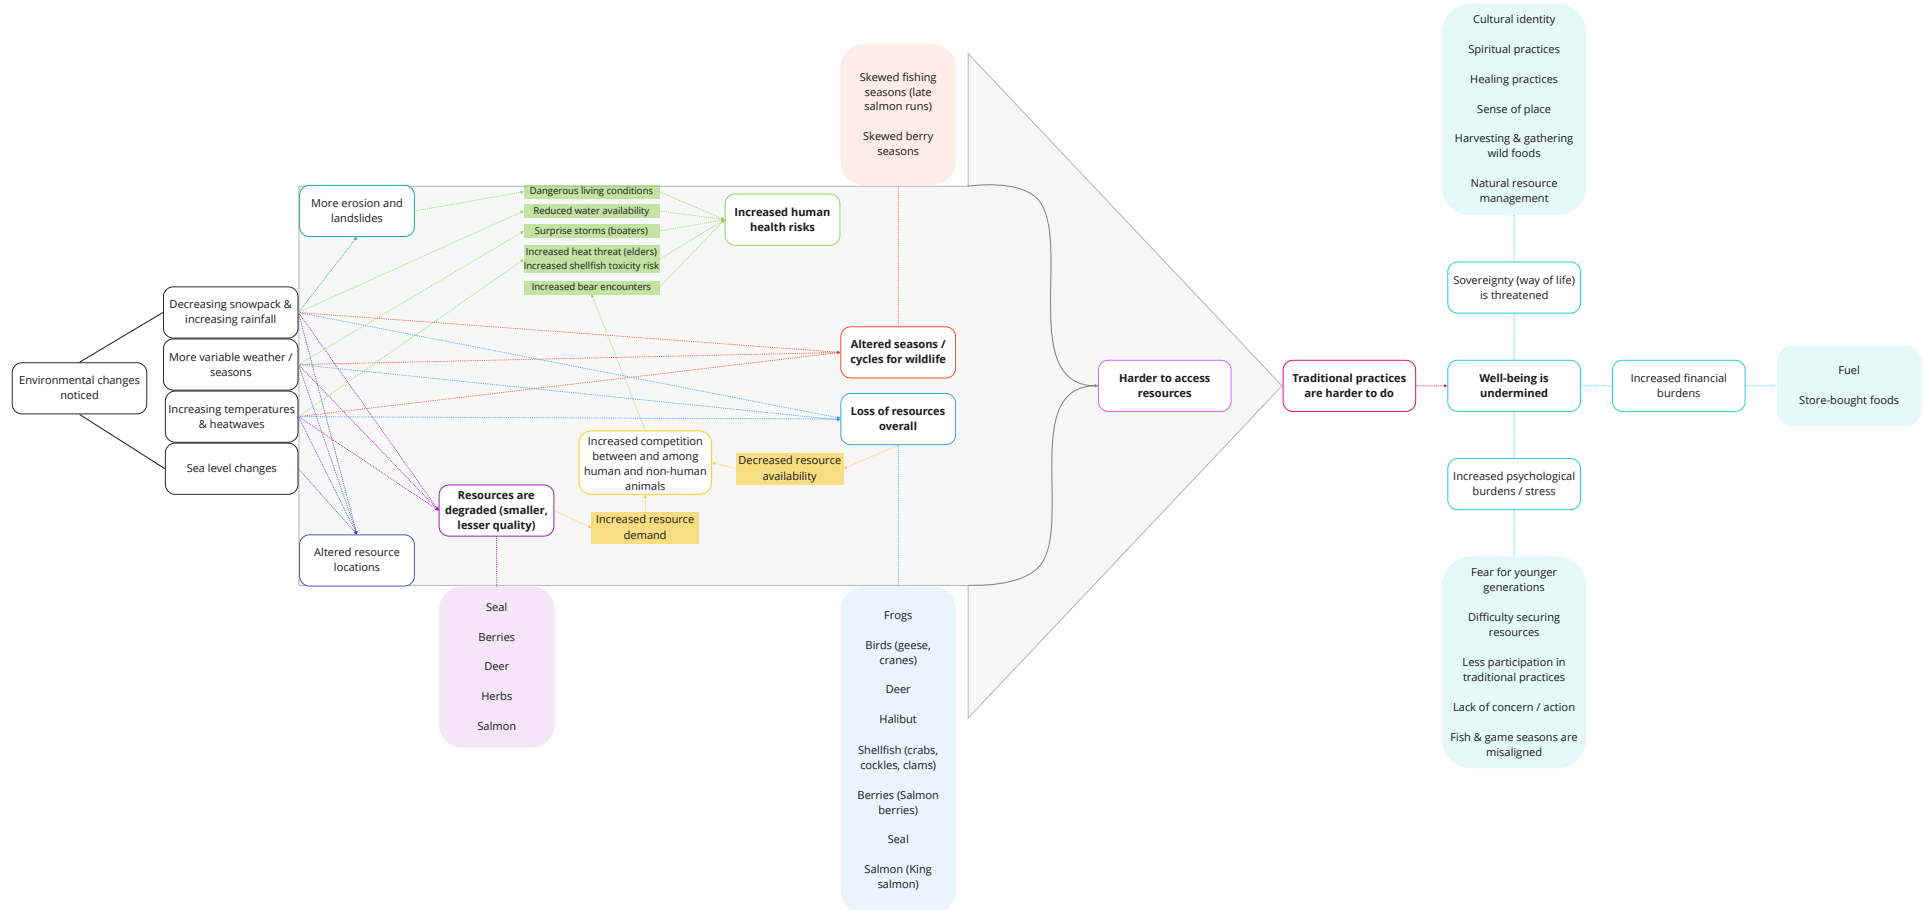 Environmental changes
noticed
Decreasing snowpack &
increasing rainfall
More variable weather /
seasons
Increasing temperatures
& heatwaves
Sea level changes
More erosion and
landslides
Altered resource
locations
Dangerous living conditions
Reduced water availability
Surprise storms (boaters)
Increased heat threat (elders)
Increased shellfish toxicity risk
Increased bear encounters
Increased human
health risks
Resources are
degraded (smaller,
lesser quality)
Seal
Berries
Deer
Herbs
Salmon
Increased competition
between and among
human and non-human
animals
Increased resource
demand
Decreased resource
availability
Skewed fishing
seasons (late
salmon runs)
Skewed berry
seasons
Altered seasons /
cycles for wildlife
Loss of resources
overall
Frogs
Birds (geese,
cranes)
Deer
Halibut
Shellfish (crabs,
cockles, clams)
Berries (Salmon
berries)
Seal
Salmon (King
salmon)
Harder to access
resources
Traditional practices
are harder to do
Cultural identity
Spiritual practices
Healing practices
Sense of place
Harvesting & gathering
wild foods
Natural resource
management
Sovereignty (way of life)
is threatened
Well-being is
undermined
Increased psychological
burdens / stress
Fear for younger
generations
Difficulty securing
resources
Less participation in
traditional practices
Lack of concern / action
Fish & game seasons are
misaligned
Increased financial
burdens
Fuel
Store-bought foods